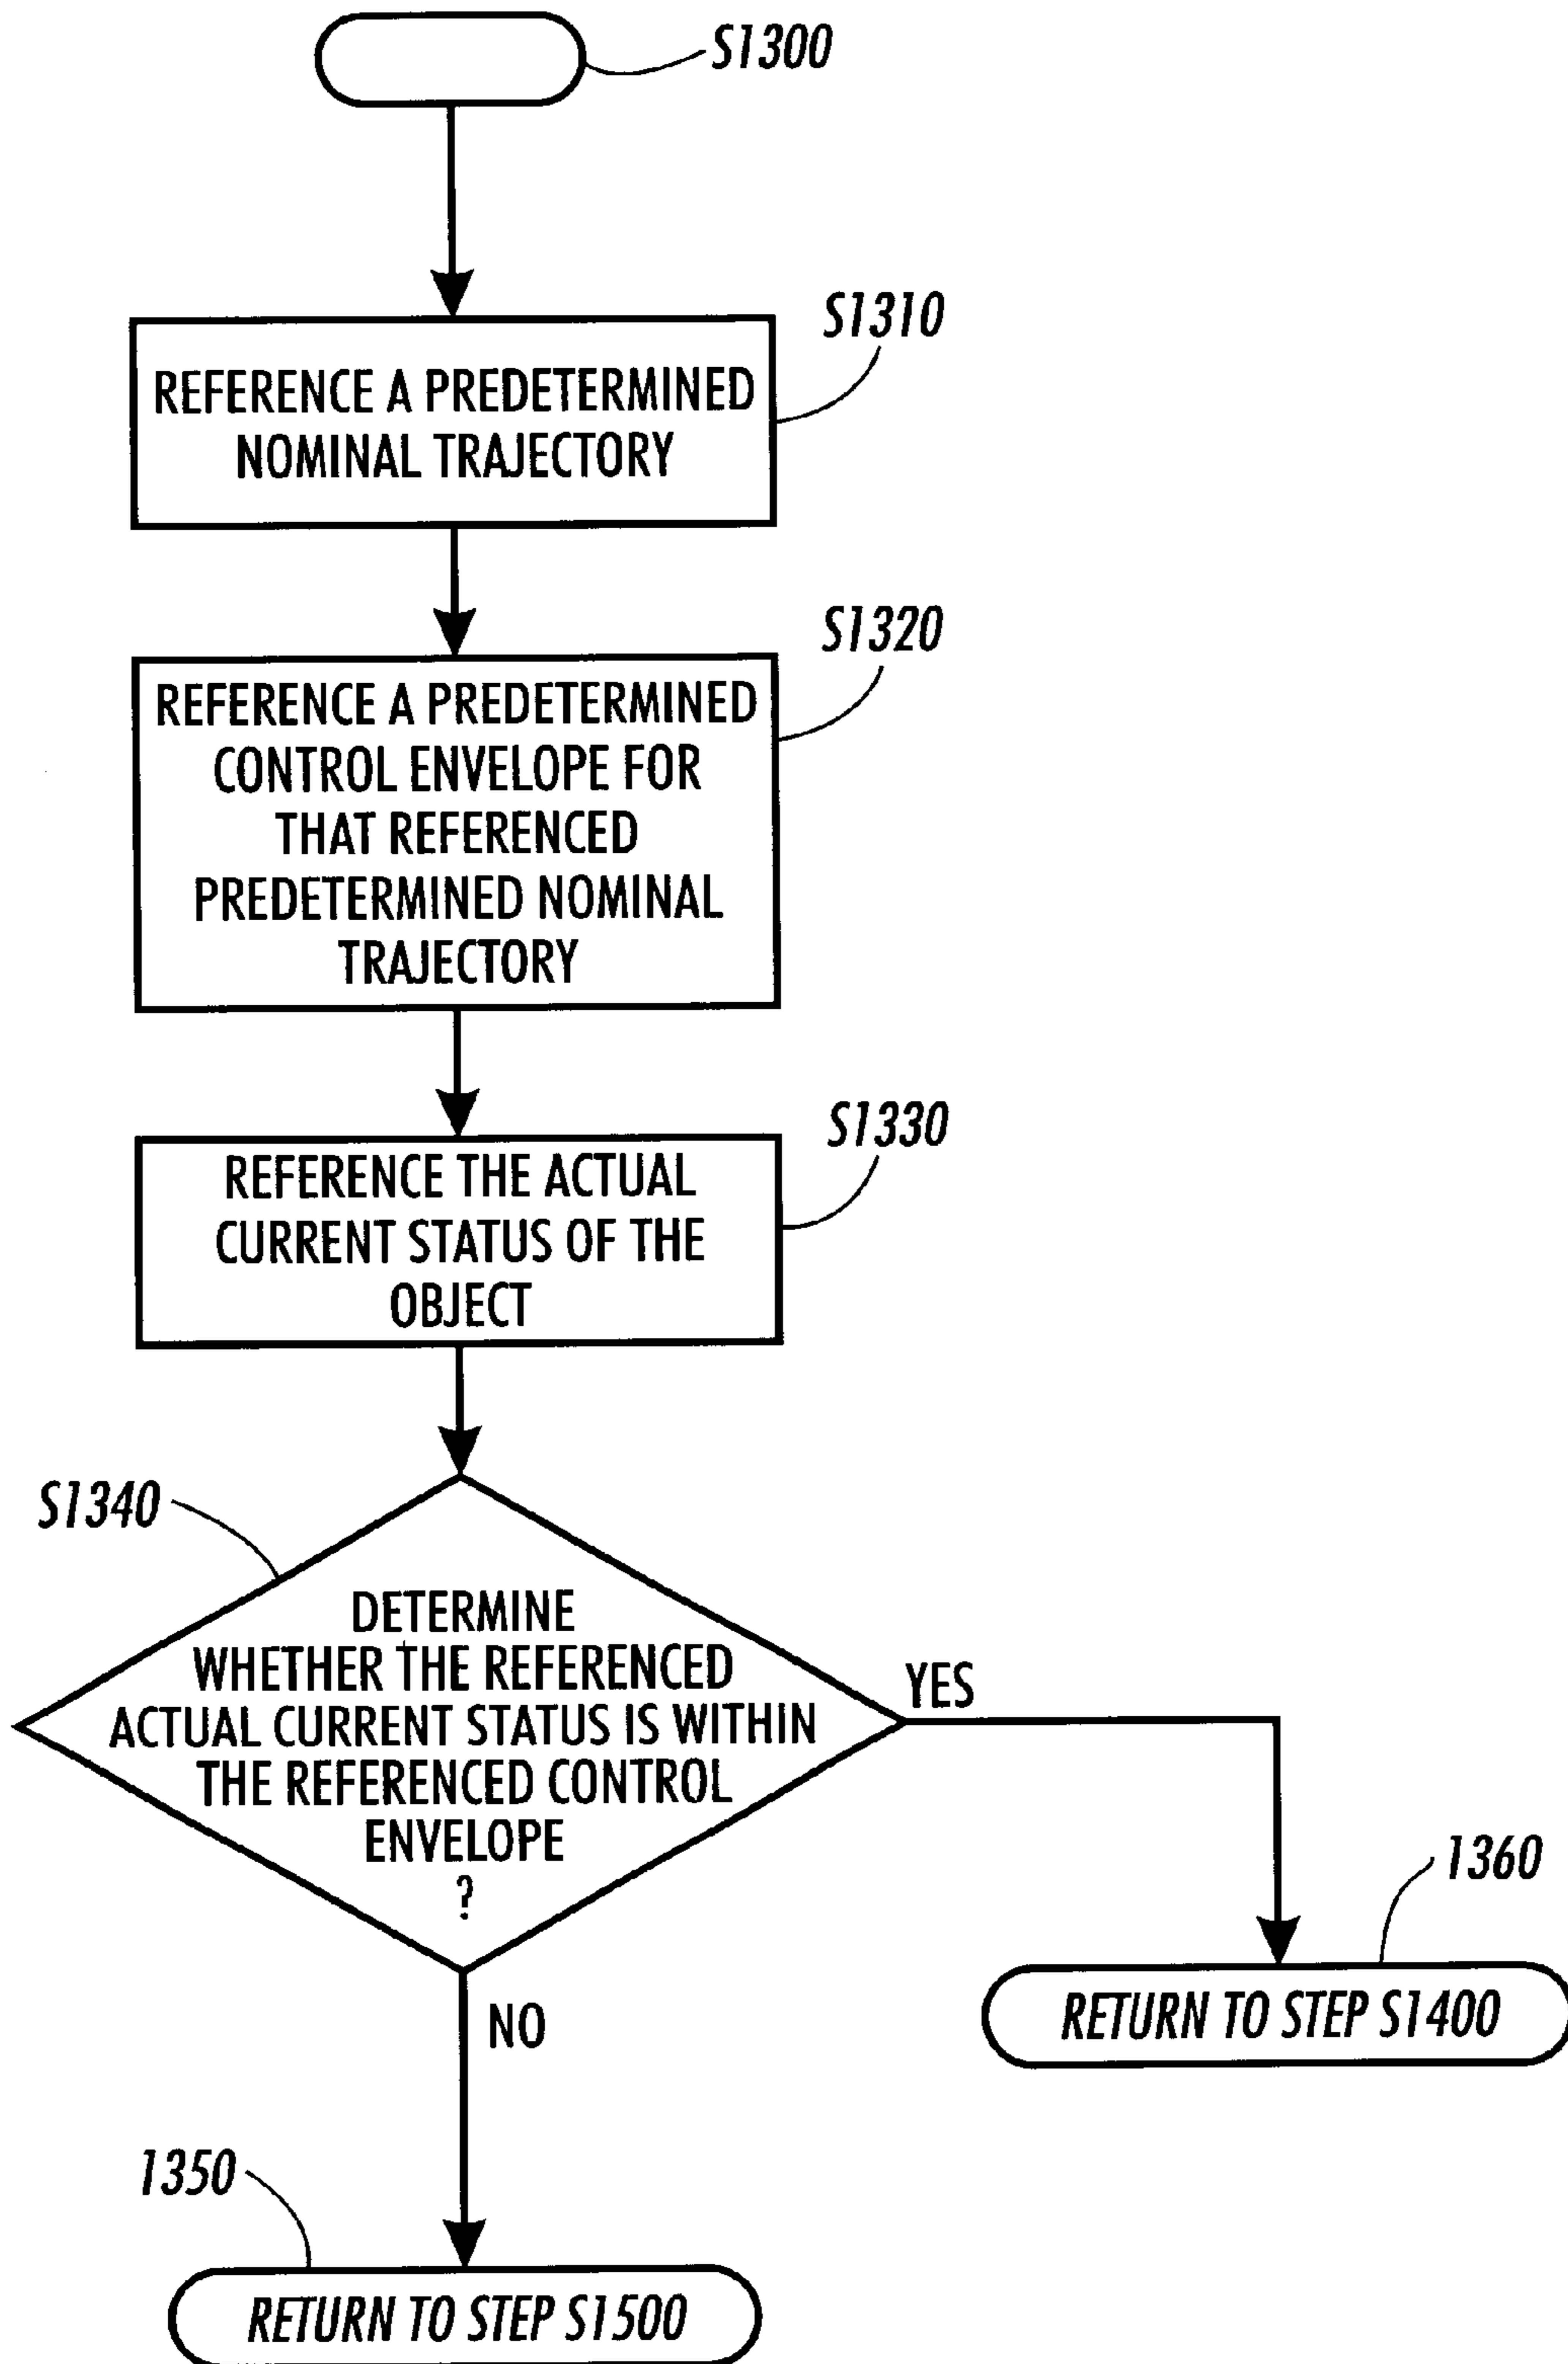 S1300
S1310
REFERENCE A PREDETERMINED
NOMINAL TRAJECTORY
S1320
REFERENCE A PREDETERMINED
CONTROL ENVELOPE FOR
THAT REFERENCED
PREDETERMINED NOMINAL
TRAJECTORY
S1330
REFERENCE THE ACTUAL
CURRENT STATUS OF THE
OBJECT
S1340
DETERMINE
WHETHER THE REFERENCED
ACTUAL CURRENT STATUS IS WITHIN
THE REFERENCED CONTROL
ENVELOPE
?
YES
1360
RETURN TO STEP S1400
NO
1350
RETURN TO STEP S1500